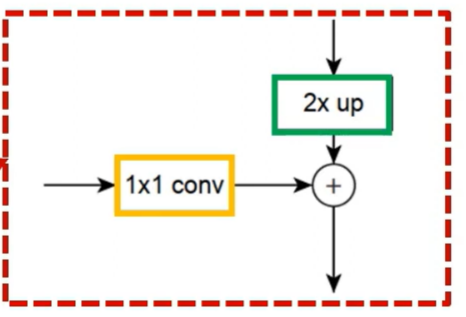 2x up
1x1 conv
+